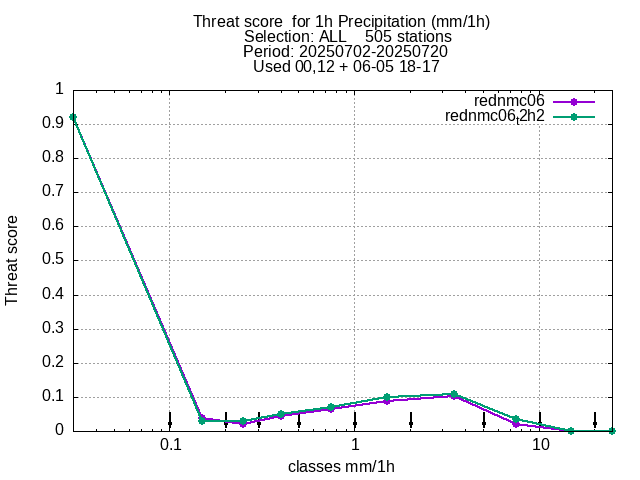 Threat score  for 1h Precipitation (mm/1h)
Selection: ALL    505 stations
Period: 20250702-20250720
Used 00,12 + 06-05 18-17
rednmc06
rednmc06,2h2
1
0.9
0.8
0.7
0.6
0.5
0.4
0.3
0.2
0.1
0
Threat score
0.1 1 10
classes mm/1h